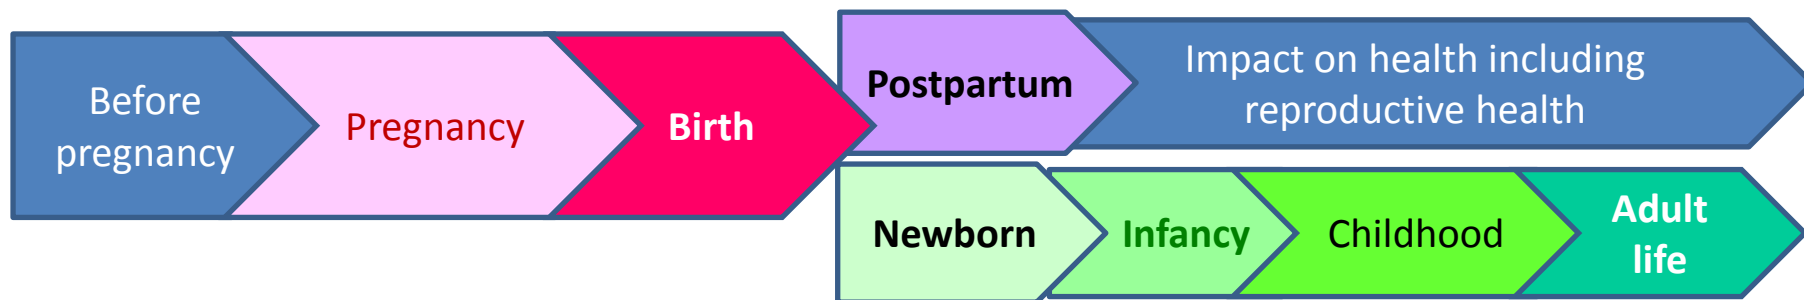 Before
pregnancy
Pregnancy
Birth
Postpartum
Impact on health including
reproductive health
Newborn
Infancy
Childhood
Adult
life